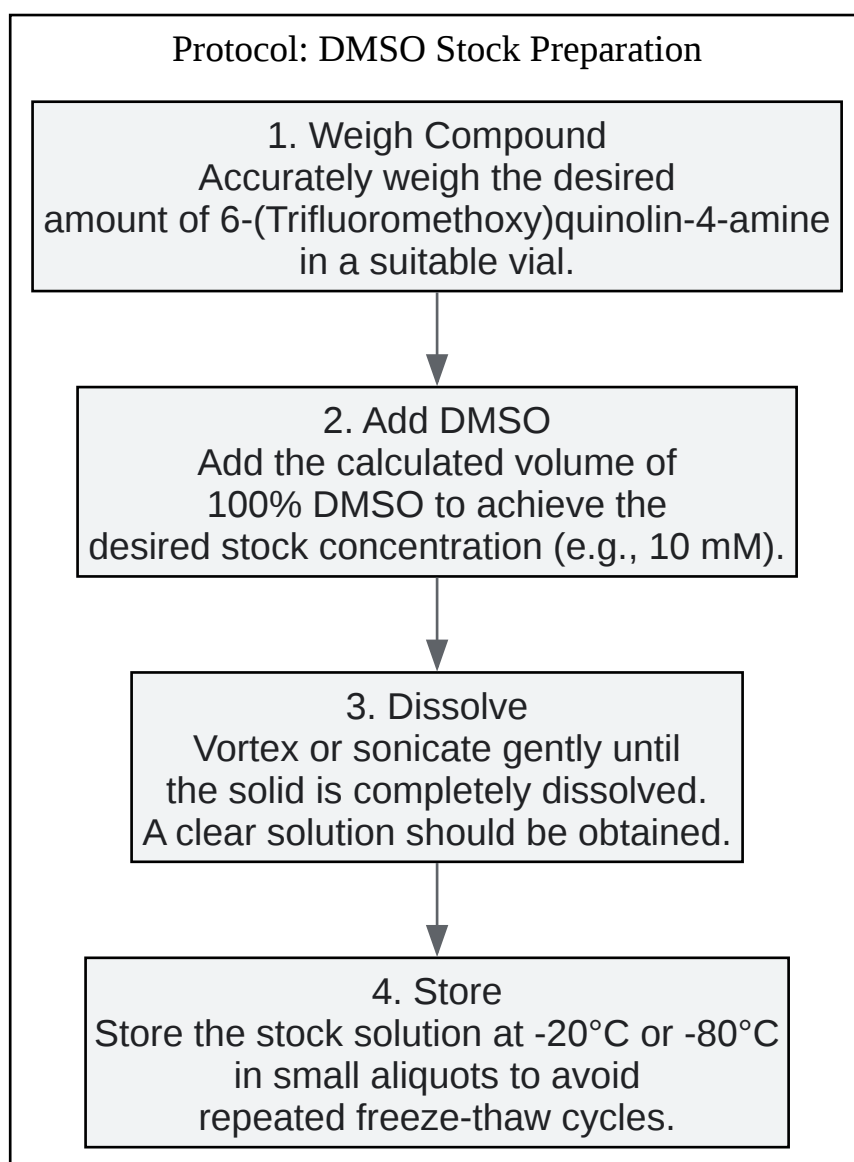 Protocol: DMSO Stock Preparation
1. Weigh Compound
Accurately weigh the desired
amount of 6-(Trifluoromethoxy)quinolin-4-amine
in a suitable vial.
2. Add DMSO
Add the calculated volume of
100% DMSO to achieve the
desired stock concentration (e.g., 10 mM).
3. Dissolve
Vortex or sonicate gently until
the solid is completely dissolved.
A clear solution should be obtained.
4. Store
Store the stock solution at -20°C or -80°C
in small aliquots to avoid
repeated freeze-thaw cycles.